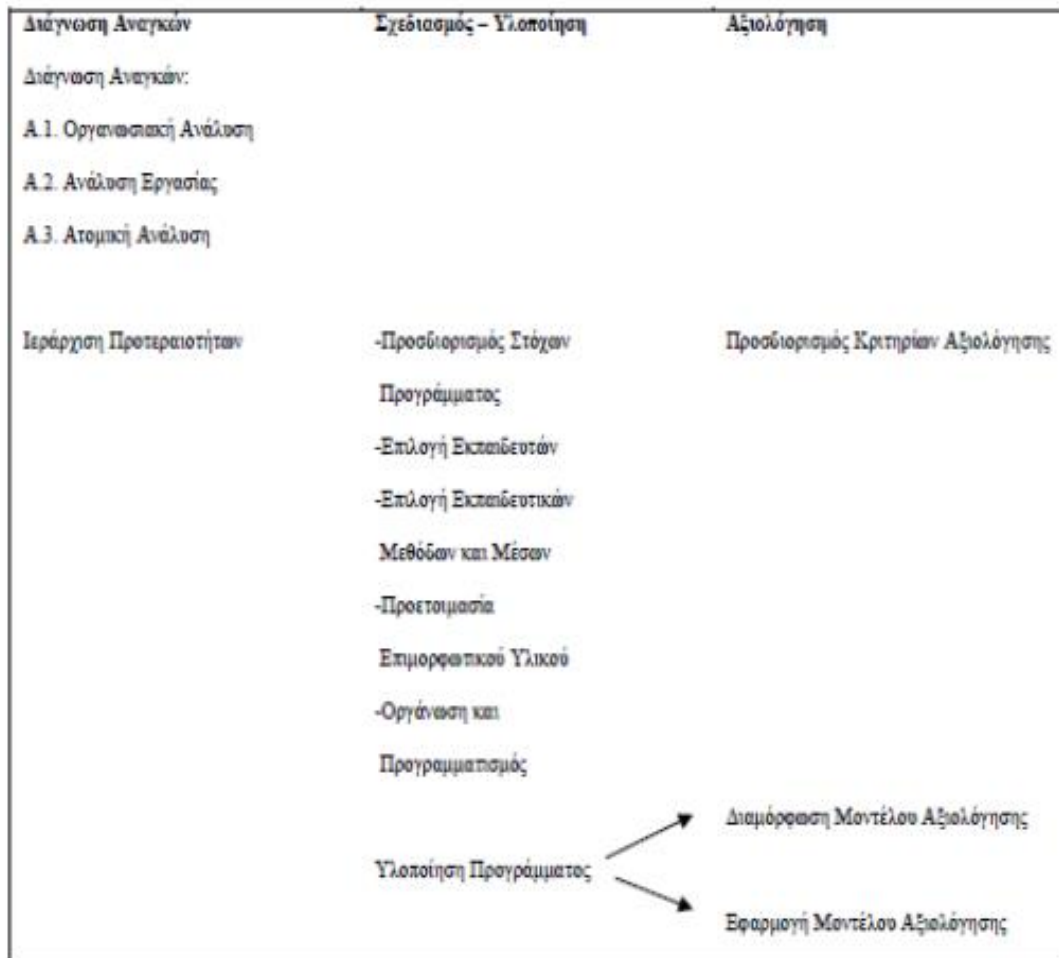 Διάγνωση Αναγκών
Σχεδιασμός – Υλοποίηση
Αξιολόγηση
Διάγνωση Αναγκών:
Α.1. Οργανωσιακή Ανάλυση
Α.2. Ανάλυση Εργασίας
Α.3. Ατομική Ανάλυση
Ιεράρχιση Προτεραιοτήτων
-Προσδιορισμός Στόχων
Προγράμματος
-Επιλογή Εκπαιδευτών
-Επιλογή Εκπαιδευτικών
Μεθόδων και Μέσων
-Προετοιμασία
Επιμορφωτικού Υλικού
-Οργάνωση και
Προγραμματισμός
Υλοποίηση Προγράμματος
Προσδιορισμός Κριτηρίων Αξιολόγησης
Διαμόρφωση Μοντέλου Αξιολόγησης
Εφαρμογή Μοντέλου Αξιολόγησης